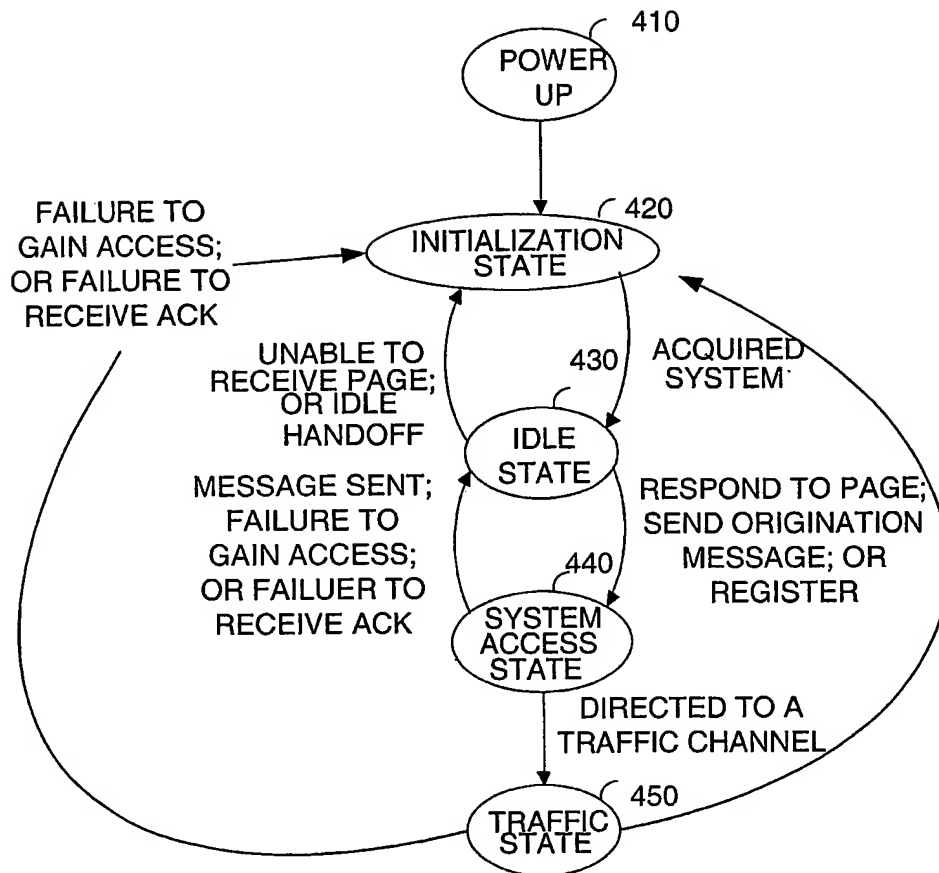 410
POWER
UP
420
INITIALIZATION
STATE
FAILURE TO
GAIN ACCESS;
OR FAILURE TO
RECEIVE ACK
UNABLE TO
RECEIVE PAGE;
OR IDLE
HANDOFF
430
ACQUIRED
SYSTEM
IDLE
STATE
MESSAGE SENT;
FAILURE TO
GAIN ACCESS;
OR FAILUER TO
RECEIVE ACK
RESPOND TO PAGE;
SEND ORIGINATION
MESSAGE; OR
REGISTER
440
SYSTEM
ACCESS
STATE
DIRECTED TO A
TRAFFIC CHANNEL
450
TRAFFIC
STATE